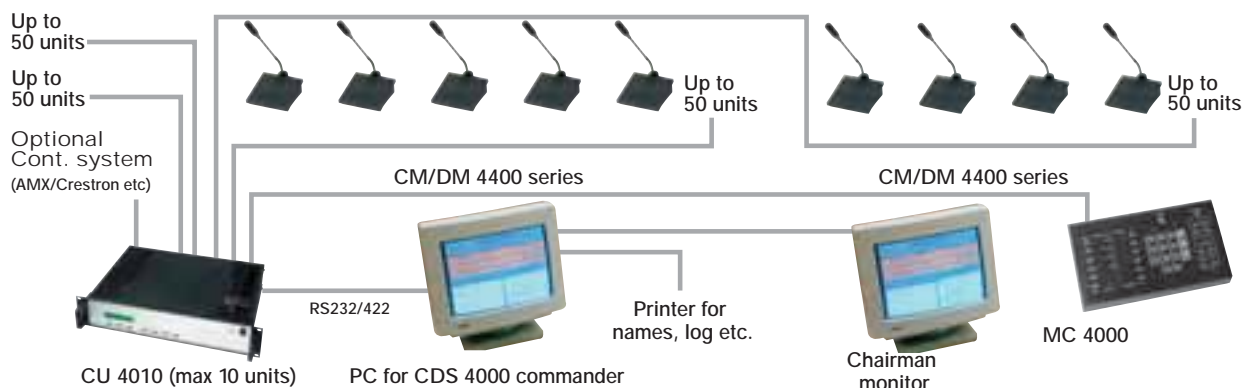 Up to
50 units
Up to
50 units
Optional
Cont. system
(AMX/Crestron etc)
Up to
50 units
Up to
50 units
CM/DM 4400 series
CM/DM 4400 series
RS232/422
Printer for
names, log etc.
MC 4000
CU 4010 (max 10 units)
PC for CDS 4000 commander
Chairman
monitor